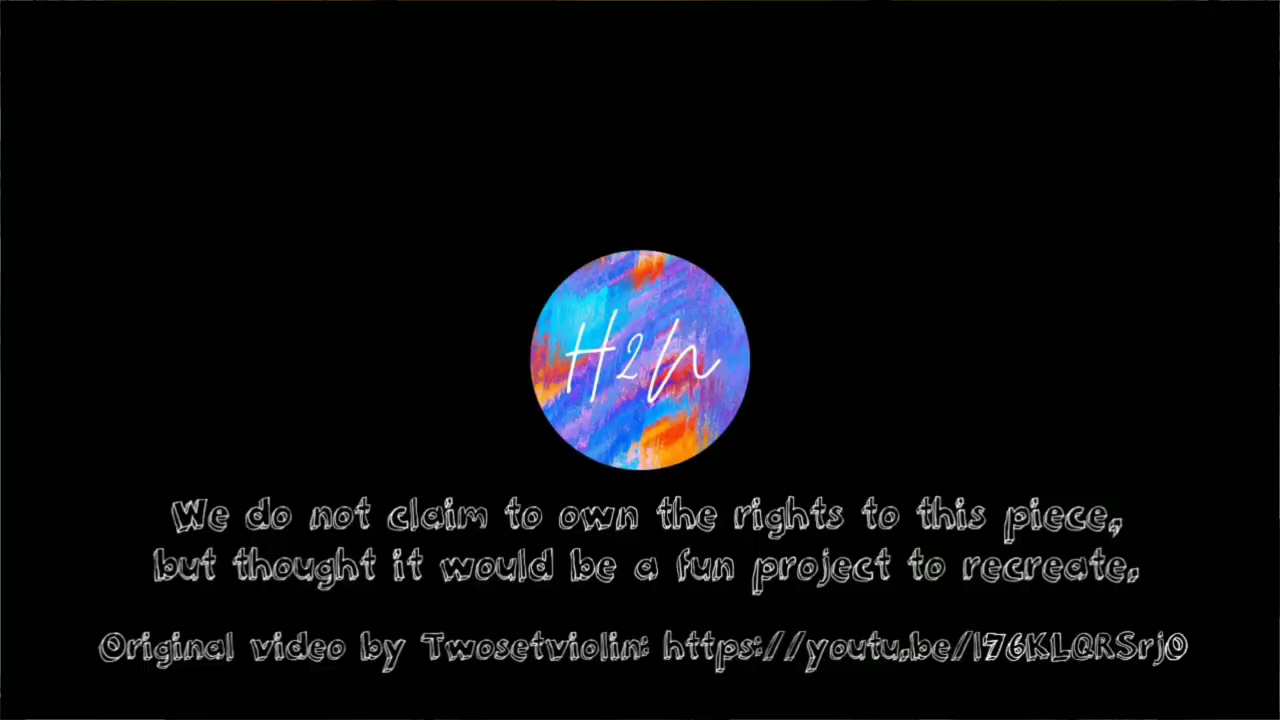 H2N
We do not claim to own the rights to this piece,
but thought it would be a fun project to recreate,
Original video by Twosetviolin: https://youtu.be/l76KLQRSrj0